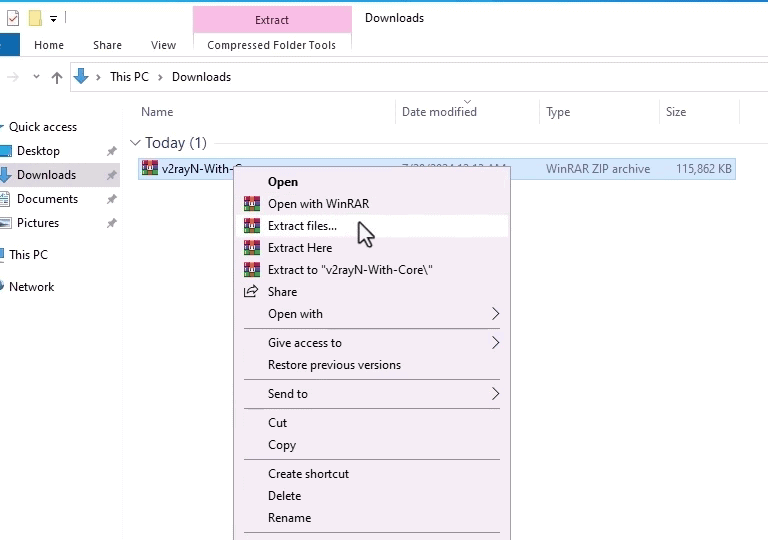 Extract
Downloads
Home
Share
View
Compressed Folder Tools
This PC
Downloads
Name
Date modified
Type
Size
Quick access
Desktop
Downloads
Documents
Pictures
This PC
Network
Today (1)
v2rayN-With-
WinRAR ZIP archive
115,862 KB
Open
Open with WinRAR
Extract files...
Extract Here
Extract to "v2rayN-With-Core\"
Share
Open with
Give access to
Restore previous versions
Send to
Cut
Copy
Create shortcut
Delete
Rename